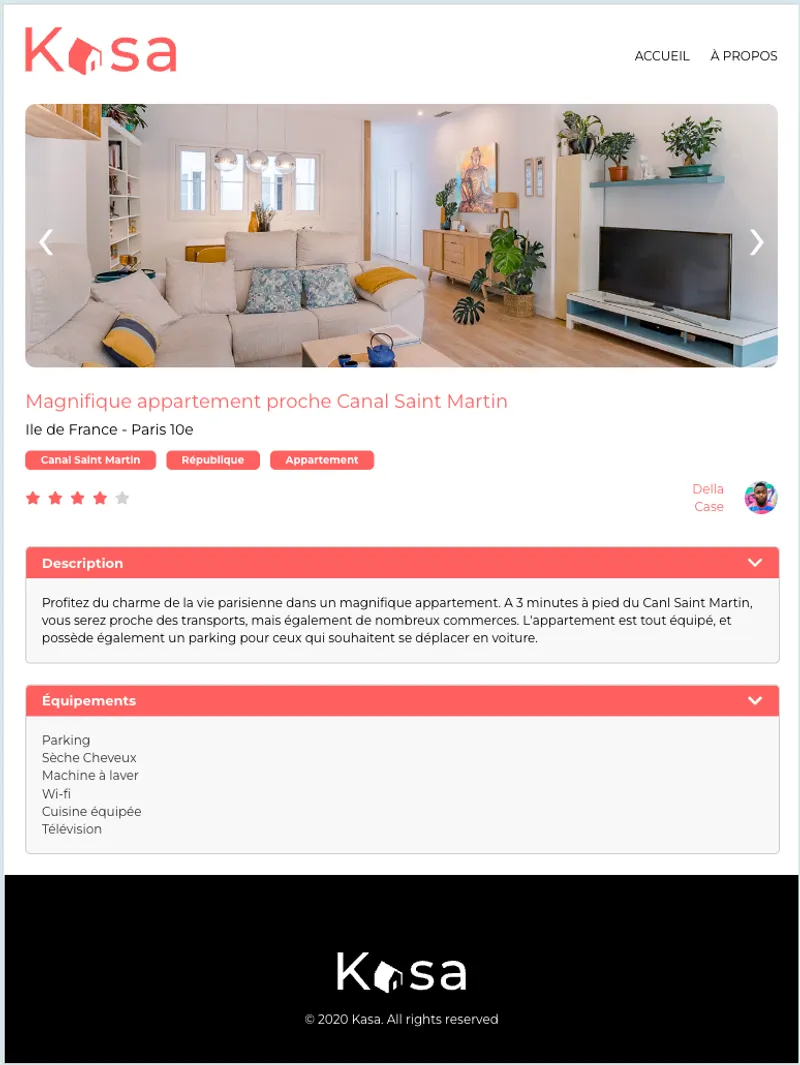 Kasa
ACCUEIL À PROPOS
Magnifique appartement proche Canal Saint Martin
Ile de France - Paris 10e
Canal Saint Martin République Appartement
Della
Case
Description
Profitez du charme de la vie parisienne dans un magnifique appartement. A 3 minutes à pied du Canl Saint Martin,
vous serez proche des transports, mais également de nombreux commerces. L'appartement est tout équipé, et
possède également un parking pour ceux qui souhaitent se déplacer en voiture.
Équipements
Parking
Sèche Cheveux
Machine à laver
Wi-fi
Cuisine équipée
Télévision
Kasa
© 2020 Kasa. All rights reserved